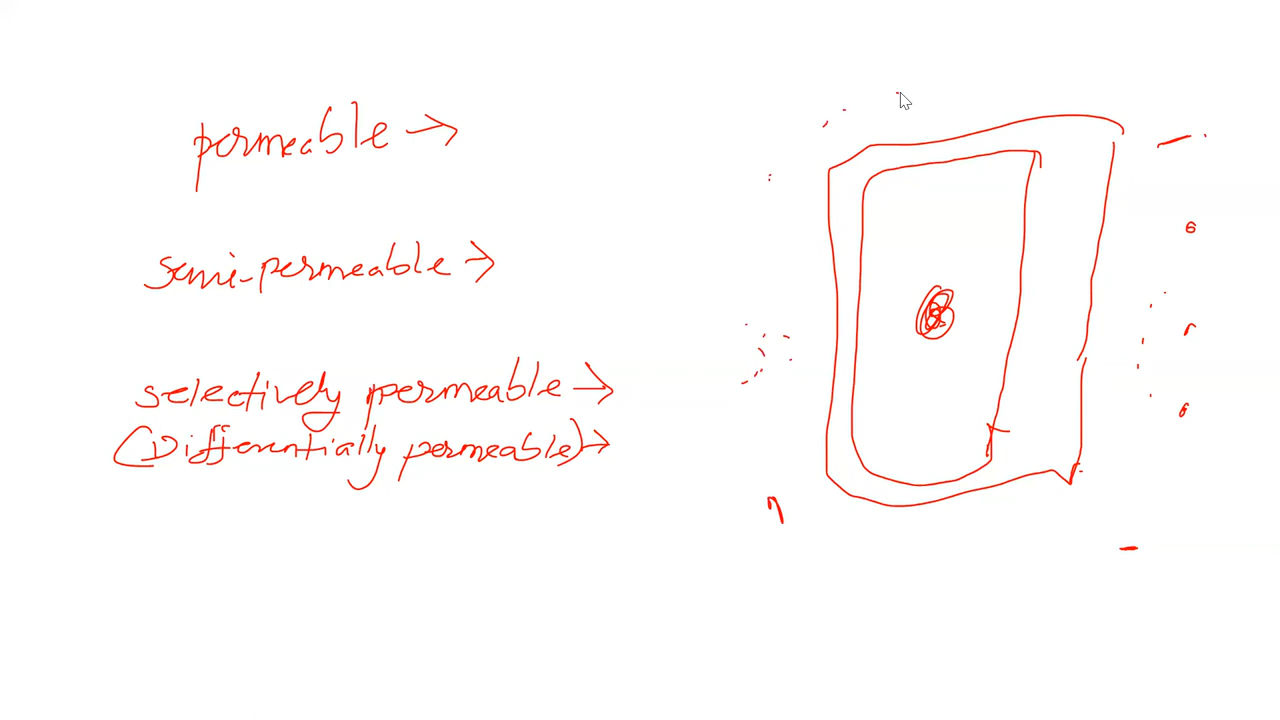 permeable →
semi-permeable →
selectively permeable →
(Differentially permeable) →